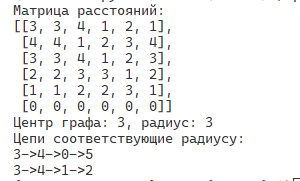 Матрица расстояний:
[[3, 3, 4, 1, 2, 1],
[4, 4, 1, 2, 3, 4],
[3, 3, 4, 1, 2, 3],
[2, 2, 3, 3, 1, 2],
[1, 1, 2, 2, 3, 1],
[0, 0, 0, 0, 0, 0]]
Центр графа: 3, радиус: 3
Цепи соответствующие радиусу:
3->4->0->5
3->4->1->2